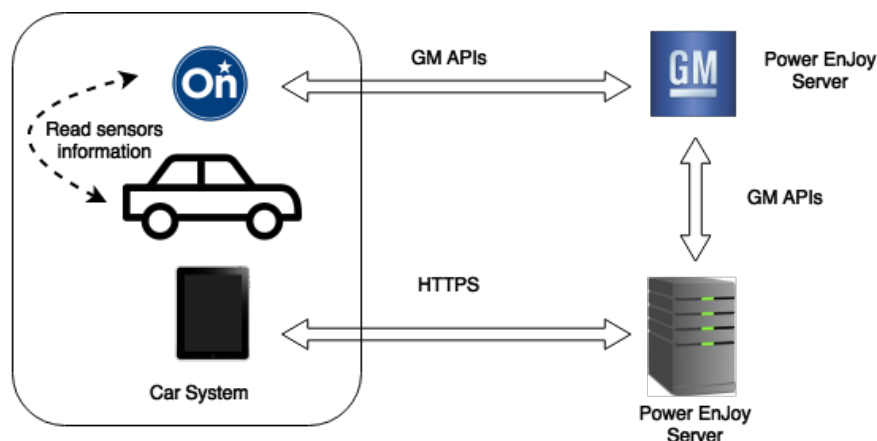 On
GM APIs
GM
Power EnJoy
Server
Read sensors
information
GM APIs
HTTPS
Car System
Power EnJoy
Server